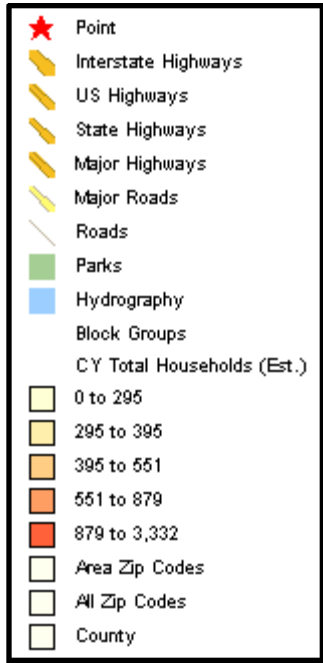 Point
Interstate Highways
US Highways
State Highways
Major Highways
Major Roads
Roads
Parks
Hydrography
Block Groups
CY Total Households (Est.)
0 to 295
295 to 395
395 to 551
551 to 879
879 to 3,332
Area Zip Codes
All Zip Codes
County